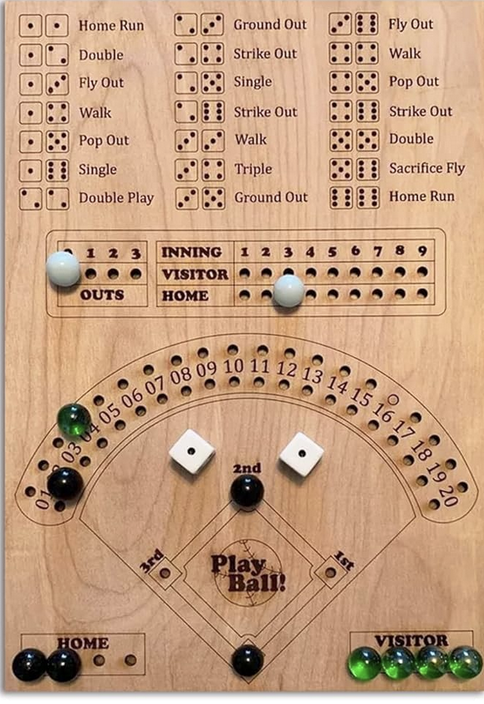 Home Run Ground Out Fly Out
Double Strike Out Walk
Fly Out Single Pop Out
Walk Strike Out Strike Out
Pop Out Walk Double
Single Triple Sacrifice Fly
Double Play Ground Out Home Run
1 2 3 INNING 1 2 3 4 5 6 7 8 9
VISITOR
OUTS HOME
01 03 04 05 06 07 08 09 10 11 12 13 14 15 16 17 18 19 20
2nd
3rd 1st
Play
Ball!
HOME VISITOR